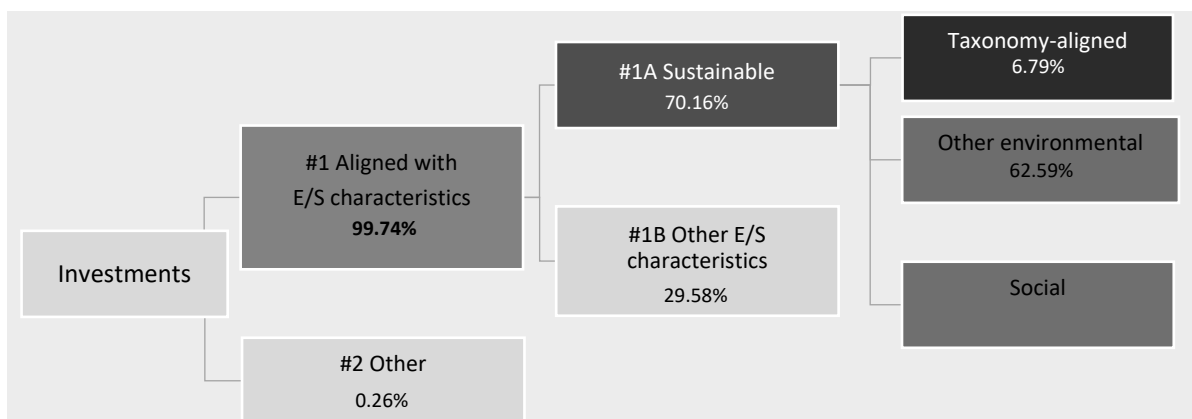 Investments
#1 Aligned with
E/S characteristics
99.74%
#2 Other
0.26%
#1A Sustainable
70.16%
#1B Other E/S
characteristics
29.58%
Taxonomy-aligned
6.79%
Other environmental
62.59%
Social